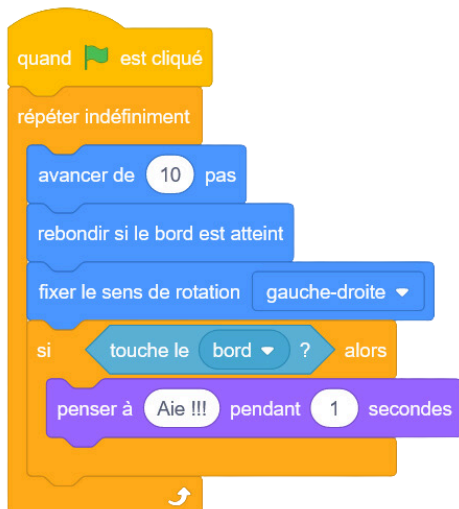 quand est cliqué
répéter indéfiniment
avancer de 10 pas
rebondir si le bord est atteint
fixer le sens de rotation gauche-droite
si touche le bord ? alors
penser à Aie !!! pendant 1 secondes